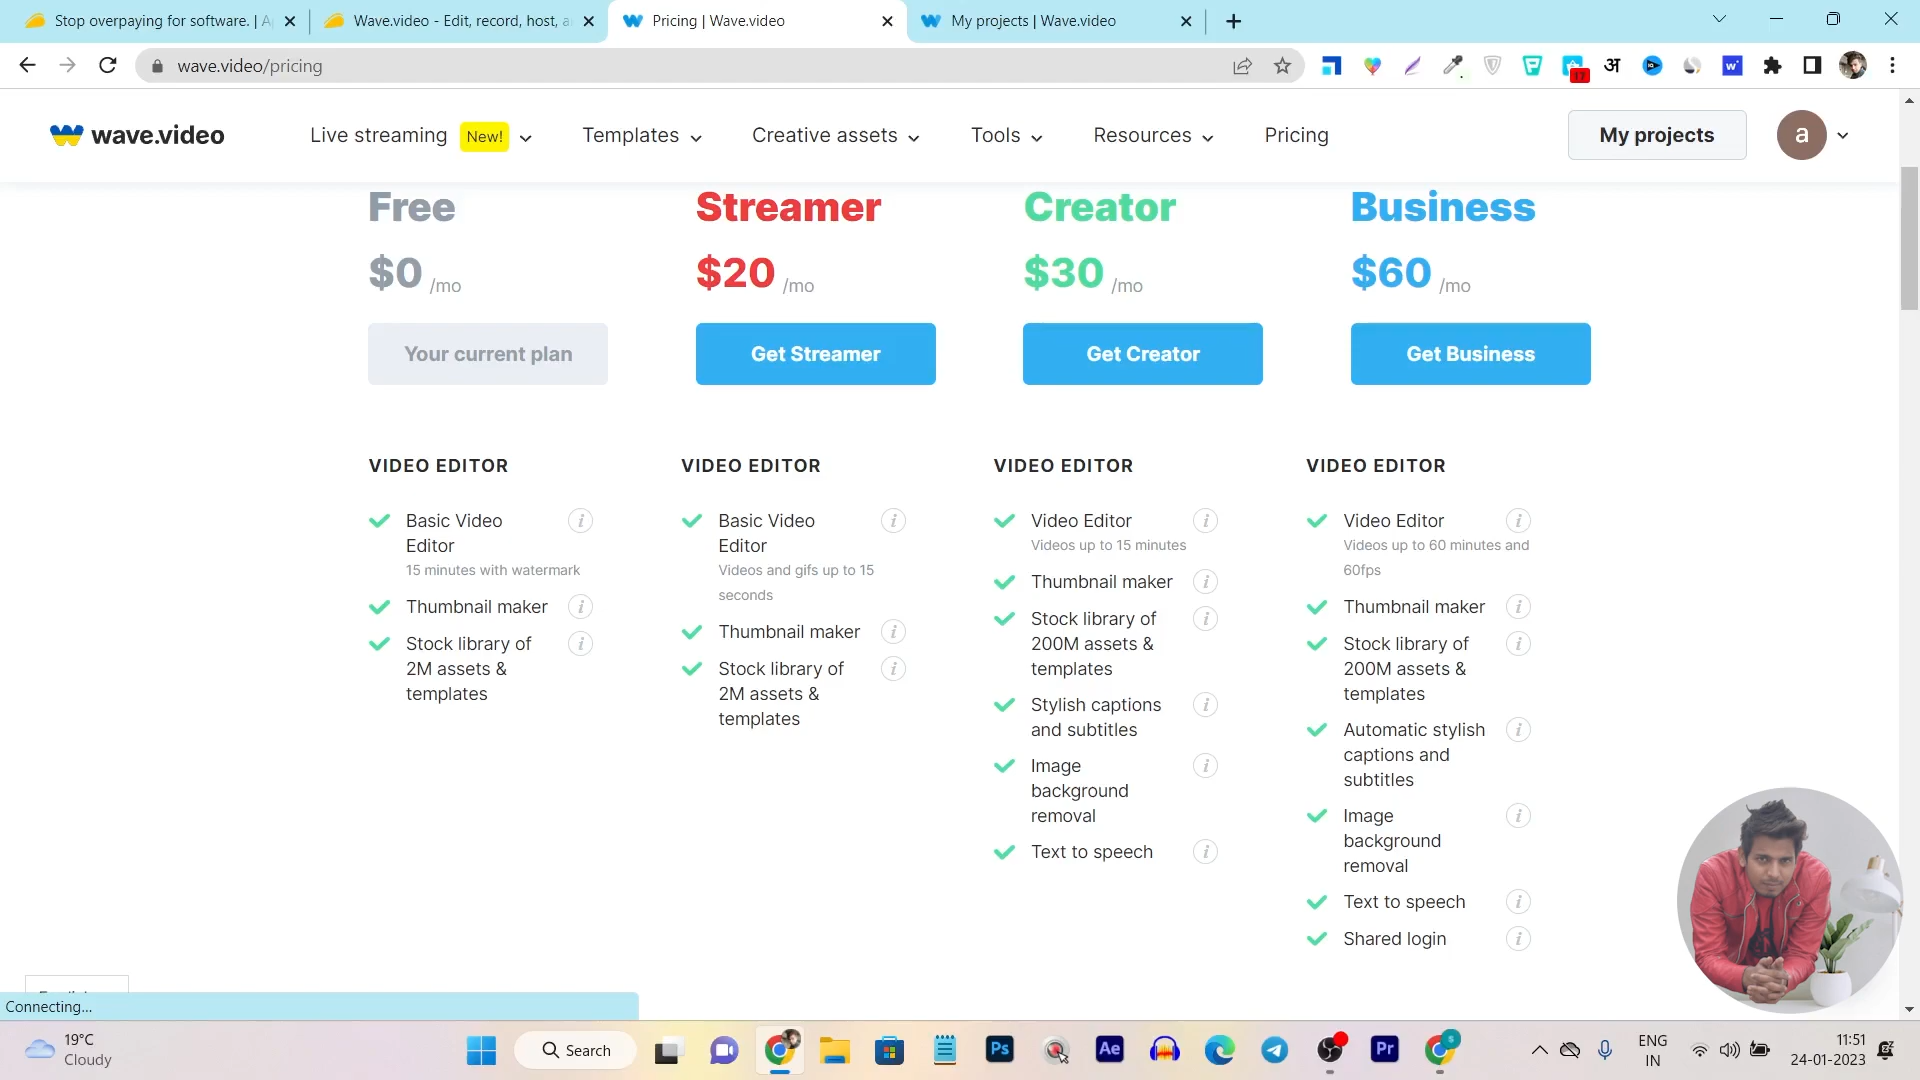 Stop overpaying for software. | A
Wave.video - Edit, record, host, a
Pricing | Wave.video
My projects | Wave.video
wave.video/pricing
17
अ
wave.video
Live streaming New!
Templates
Creative assets
Tools
Resources
Pricing
My projects
a
Free
Streamer
Creator
Business
$0 /mo
$20 /mo
$30 /mo
$60 /mo
Your current plan
Get Streamer
Get Creator
Get Business
VIDEO EDITOR
Basic Video
Editor
15 minutes with watermark
Thumbnail maker
Stock library of
2M assets &
templates
VIDEO EDITOR
Basic Video
Editor
Videos and gifs up to 15
seconds
Thumbnail maker
Stock library of
2M assets &
templates
VIDEO EDITOR
Video Editor
Videos up to 15 minutes
Thumbnail maker
Stock library of
200M assets &
templates
Stylish captions
and subtitles
Image
background
removal
Text to speech
VIDEO EDITOR
Video Editor
Videos up to 60 minutes and
60fps
Thumbnail maker
Stock library of
200M assets &
templates
Automatic stylish
captions and
subtitles
Image
background
removal
Text to speech
Shared login
Connecting...
19°C
Cloudy
Search
Ps
Ae
Pr
ENG
IN
11:51
24-01-2023